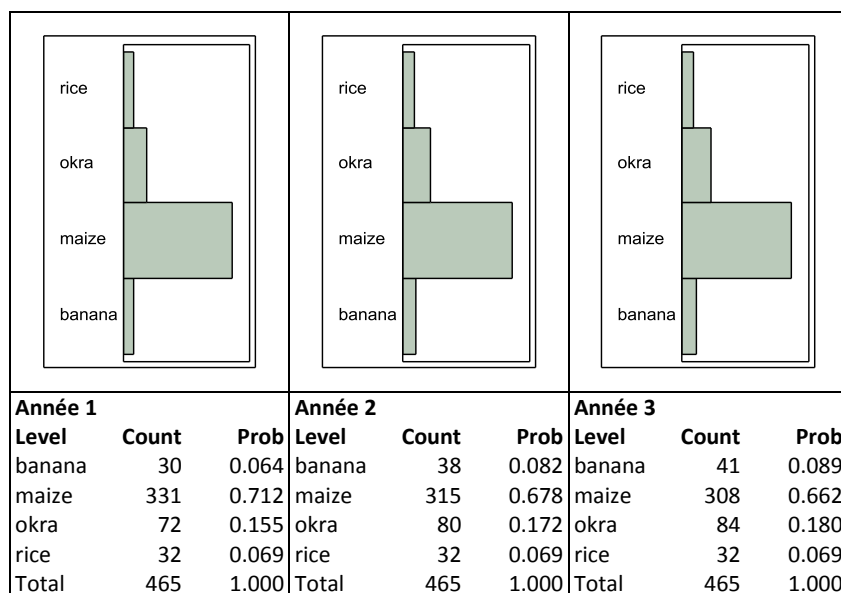 rice rice rice
okra okra okra
maize maize maize
banana banana banana
Année 1 Année 2 Année 3
Level Count Prob Level Count Prob Level Count Prob
banana 30 0.064 banana 38 0.082 banana 41 0.089
maize 331 0.712 maize 315 0.678 maize 308 0.662
okra 72 0.155 okra 80 0.172 okra 84 0.180
rice 32 0.069 rice 32 0.069 rice 32 0.069
Total 465 1.000 Total 465 1.000 Total 465 1.000